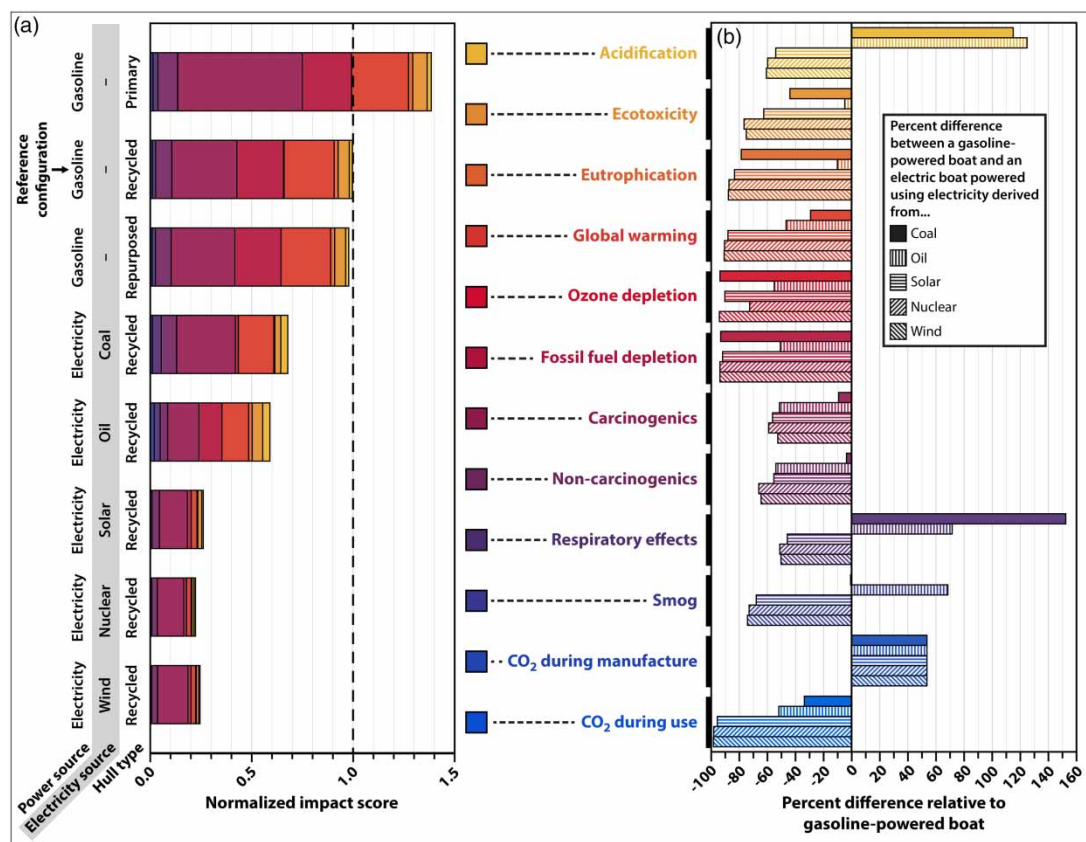 (a)
Reference
configuration
Gasoline
–
Primary
Gasoline
–
Recycled
Gasoline
–
Repurposed
Electricity
Coal
Recycled
Electricity
Oil
Recycled
Electricity
Solar
Recycled
Electricity
Nuclear
Recycled
Electricity
Wind
Recycled
Power source
Electricity source
Hull type
0.0
0.5
1.0
1.5
Normalized impact score
Acidification
Ecotoxicity
Eutrophication
Global warming
Ozone depletion
Fossil fuel depletion
Carcinogenics
Non-carcinogenics
Respiratory effects
Smog
CO2 during manufacture
CO2 during use
(b)
Percent difference
between a gasoline-
powered boat and an
electric boat powered
using electricity derived
from...
Coal
Oil
Solar
Nuclear
Wind
-100
-80
-60
-40
-20
0
20
40
60
80
100
120
140
160
Percent difference relative to
gasoline-powered boat